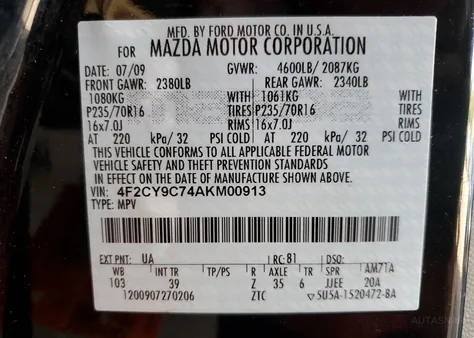 MFD. BY FORD MOTOR CO. IN U.S.A.
FOR MAZDA MOTOR CORPORATION
DATE: 07/09 GVWR: 4600LB/ 2087KG
FRONT GAWR: 2380LB REAR GAWR: 2340LB
1080KG WITH 1061KG WITH
P235/70R16 TIRES P235/70R16 TIRES
16x7.0J RIMS 16x7.0J RIMS
AT 220 kPa/ 32 PSI COLD AT 220 kPa/ 32 PSI COLD
THIS VEHICLE CONFORMS TO ALL APPLICABLE FEDERAL MOTOR
VEHICLE SAFETY AND THEFT PREVENTION STANDARDS
IN EFFECT ON THE DATE OF MANUFACTURE SHOWN ABOVE.
VIN: 4F2CY9C74AKM00913
TYPE: MPV
EXT PNT: UA RC: 81 DSO:
WB INT TR TP/PS R AXLE TR SPR AM71A
103 39 Z 35 6 JJEE 20A
1200907270206 ZTC 5U5A-1520472-BA